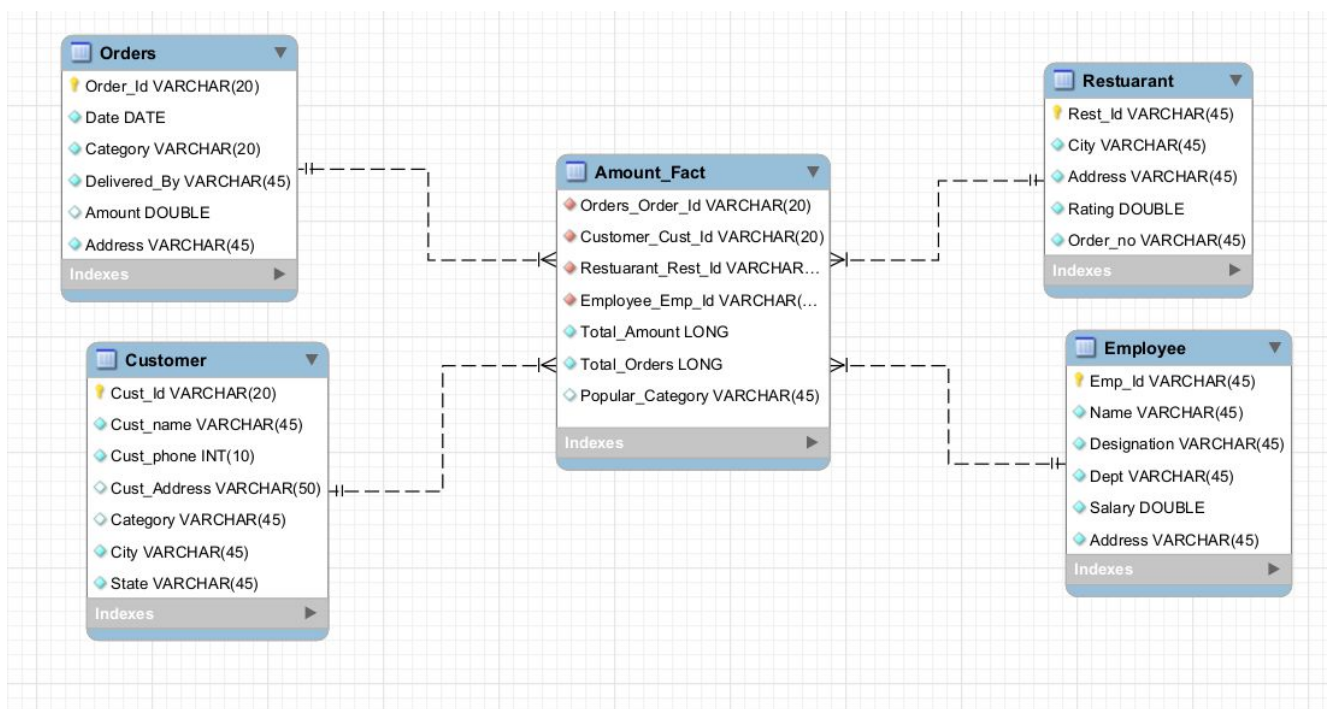 Orders
Order_Id VARCHAR(20)
Date DATE
Category VARCHAR(20)
Delivered_By VARCHAR(45)
Amount DOUBLE
Address VARCHAR(45)
Indexes
Customer
Cust_Id VARCHAR(20)
Cust_name VARCHAR(45)
Cust_phone INT(10)
Cust_Address VARCHAR(50)
Category VARCHAR(45)
City VARCHAR(45)
State VARCHAR(45)
Indexes
Amount_Fact
Orders_Order_Id VARCHAR(20)
Customer_Cust_Id VARCHAR(20)
Restuarant_Rest_Id VARCHAR...
Employee_Emp_Id VARCHAR(...
Total_Amount LONG
Total_Orders LONG
Popular_Category VARCHAR(45)
Indexes
Restuarant
Rest_Id VARCHAR(45)
City VARCHAR(45)
Address VARCHAR(45)
Rating DOUBLE
Order_no VARCHAR(45)
Indexes
Employee
Emp_Id VARCHAR(45)
Name VARCHAR(45)
Designation VARCHAR(45)
Dept VARCHAR(45)
Salary DOUBLE
Address VARCHAR(45)
Indexes